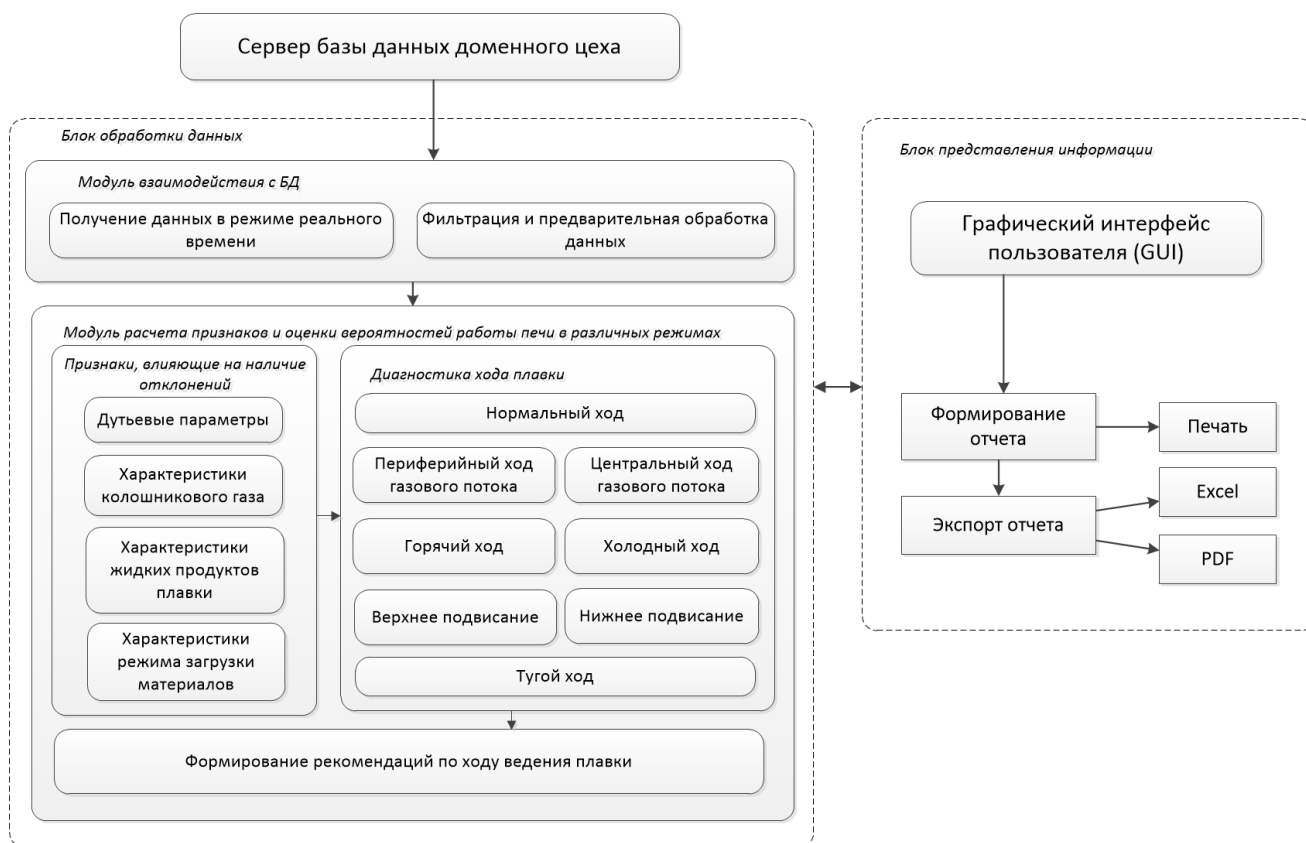 Сервер базы данных доменного цеха
Блок обработки данных
Модуль взаимодействия с БД
Получение данных в режиме реального
времени
Фильтрация и предварительная обработка
данных
Модуль расчета признаков и оценки вероятностей работы печи в различных режимах
Признаки, влияющие на наличие
отклонений
Дутьевые параметры
Характеристики
колошникового газа
Характеристики
жидких продуктов
плавки
Характеристики
режима загрузки
материалов
Диагностика хода плавки
Нормальный ход
Периферийный ход
газового потока
Центральный ход
газового потока
Горячий ход
Холодный ход
Верхнее подвисание
Нижнее подвисание
Тугой ход
Формирование рекомендаций по ходу ведения плавки
Блок представления информации
Графический интерфейс
пользователя (GUI)
Формирование
отчета
Печать
Экспорт отчета
Excel
PDF